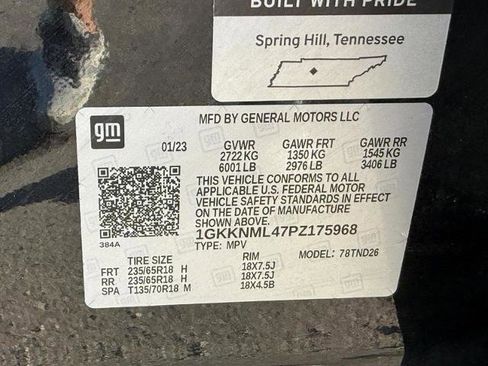 BUILT WITH PRIDE
Spring Hill, Tennessee
gm
MFD BY GENERAL MOTORS LLC
01/23 GVWR GAWR FRT GAWR RR
2722 KG 1350 KG 1545 KG
6001 LB 2976 LB 3406 LB
THIS VEHICLE CONFORMS TO ALL
APPLICABLE U.S. FEDERAL MOTOR
VEHICLE SAFETY STANDARDS IN EFFECT
ON THE DATE OF MANUFACTURE SHOWN ABOVE.
1GKKNML47PZ175968
384A TYPE: MPV MODEL: 78TND26
TIRE SIZE RIM
FRT 235/65R18 H 18X7.5J
RR 235/65R18 H 18X7.5J
SPA T135/70R18 M 18X4.5B